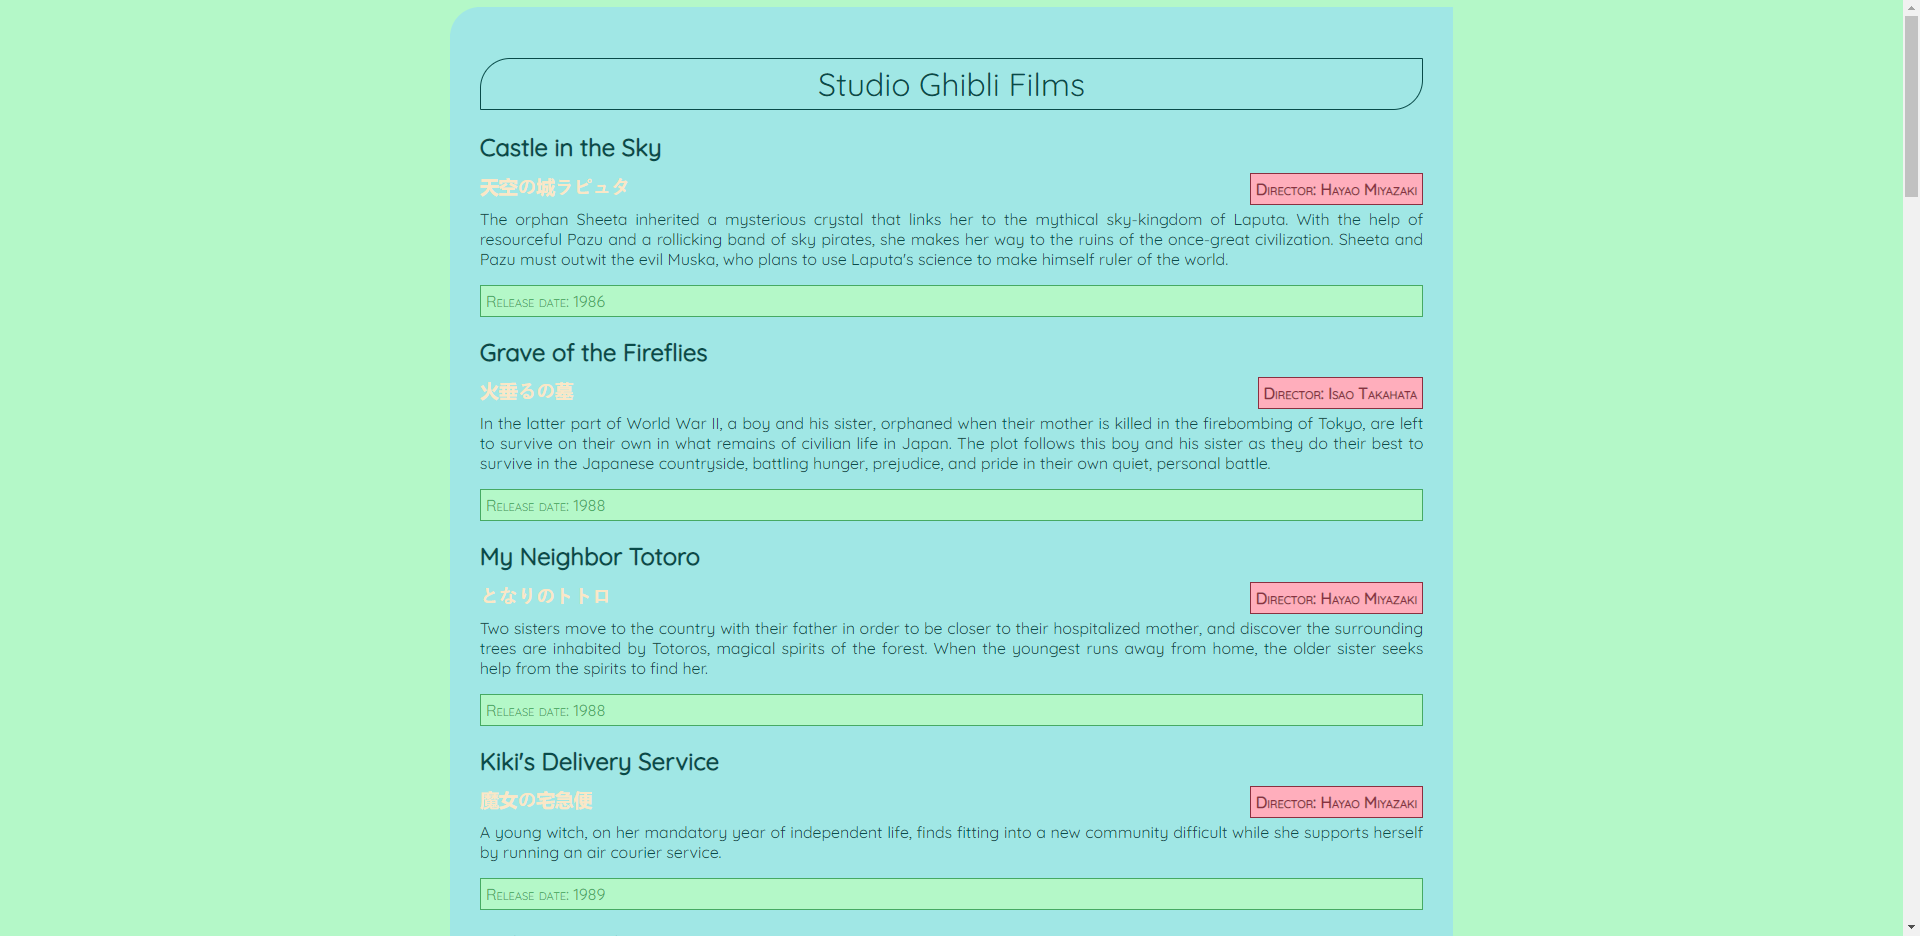 Studio Ghibli Films
Castle in the Sky
天空の城ラピュタ
Director: Hayao Miyazaki
The orphan Sheeta inherited a mysterious crystal that links her to the mythical sky-kingdom of Laputa. With the help of
resourceful Pazu and a rollicking band of sky pirates, she makes her way to the ruins of the once-great civilization. Sheeta and
Pazu must outwit the evil Muska, who plans to use Laputa's science to make himself ruler of the world.
Release date: 1986
Grave of the Fireflies
火垂るの墓
Director: Isao Takahata
In the latter part of World War II, a boy and his sister, orphaned when their mother is killed in the firebombing of Tokyo, are left
to survive on their own in what remains of civilian life in Japan. The plot follows this boy and his sister as they do their best to
survive in the Japanese countryside, battling hunger, prejudice, and pride in their own quiet, personal battle.
Release date: 1988
My Neighbor Totoro
となりのトトロ
Director: Hayao Miyazaki
Two sisters move to the country with their father in order to be closer to their hospitalized mother, and discover the surrounding
trees are inhabited by Totoros, magical spirits of the forest. When the youngest runs away from home, the older sister seeks
help from the spirits to find her.
Release date: 1988
Kiki's Delivery Service
魔女の宅急便
Director: Hayao Miyazaki
A young witch, on her mandatory year of independent life, finds fitting into a new community difficult while she supports herself
by running an air courier service.
Release date: 1989